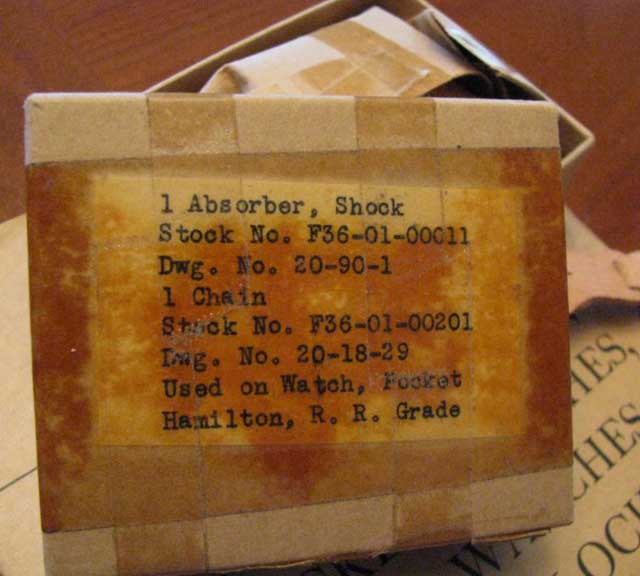 1 Absorber, Shock
Stock No. F36-01-00011
Dwg. No. 20-90-1
1 Chain
Stock No. F36-01-00201
Dwg. No. 20-18-29
Used on Watch, Pocket
Hamilton, R. R. Grade